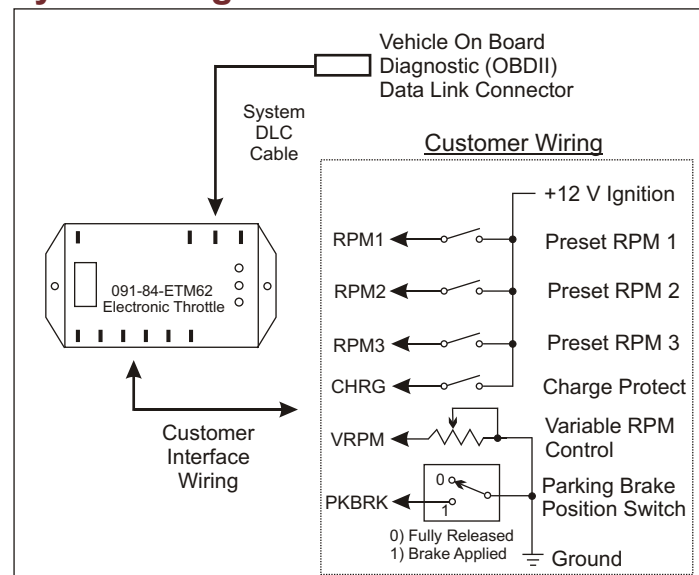 Vehicle On Board
Diagnostic (OBDII)
Data Link Connector
System
DLC
Cable
Customer Wiring
+12 V Ignition
RPM1
Preset RPM 1
091-84-ETM62
Electronic Throttle
RPM2
Preset RPM 2
RPM3
Preset RPM 3
CHRG
Charge Protect
Customer
Interface
Wiring
VRPM
Variable RPM
Control
PKBRK
0
1
Parking Brake
Position Switch
0) Fully Released
1) Brake Applied
Ground